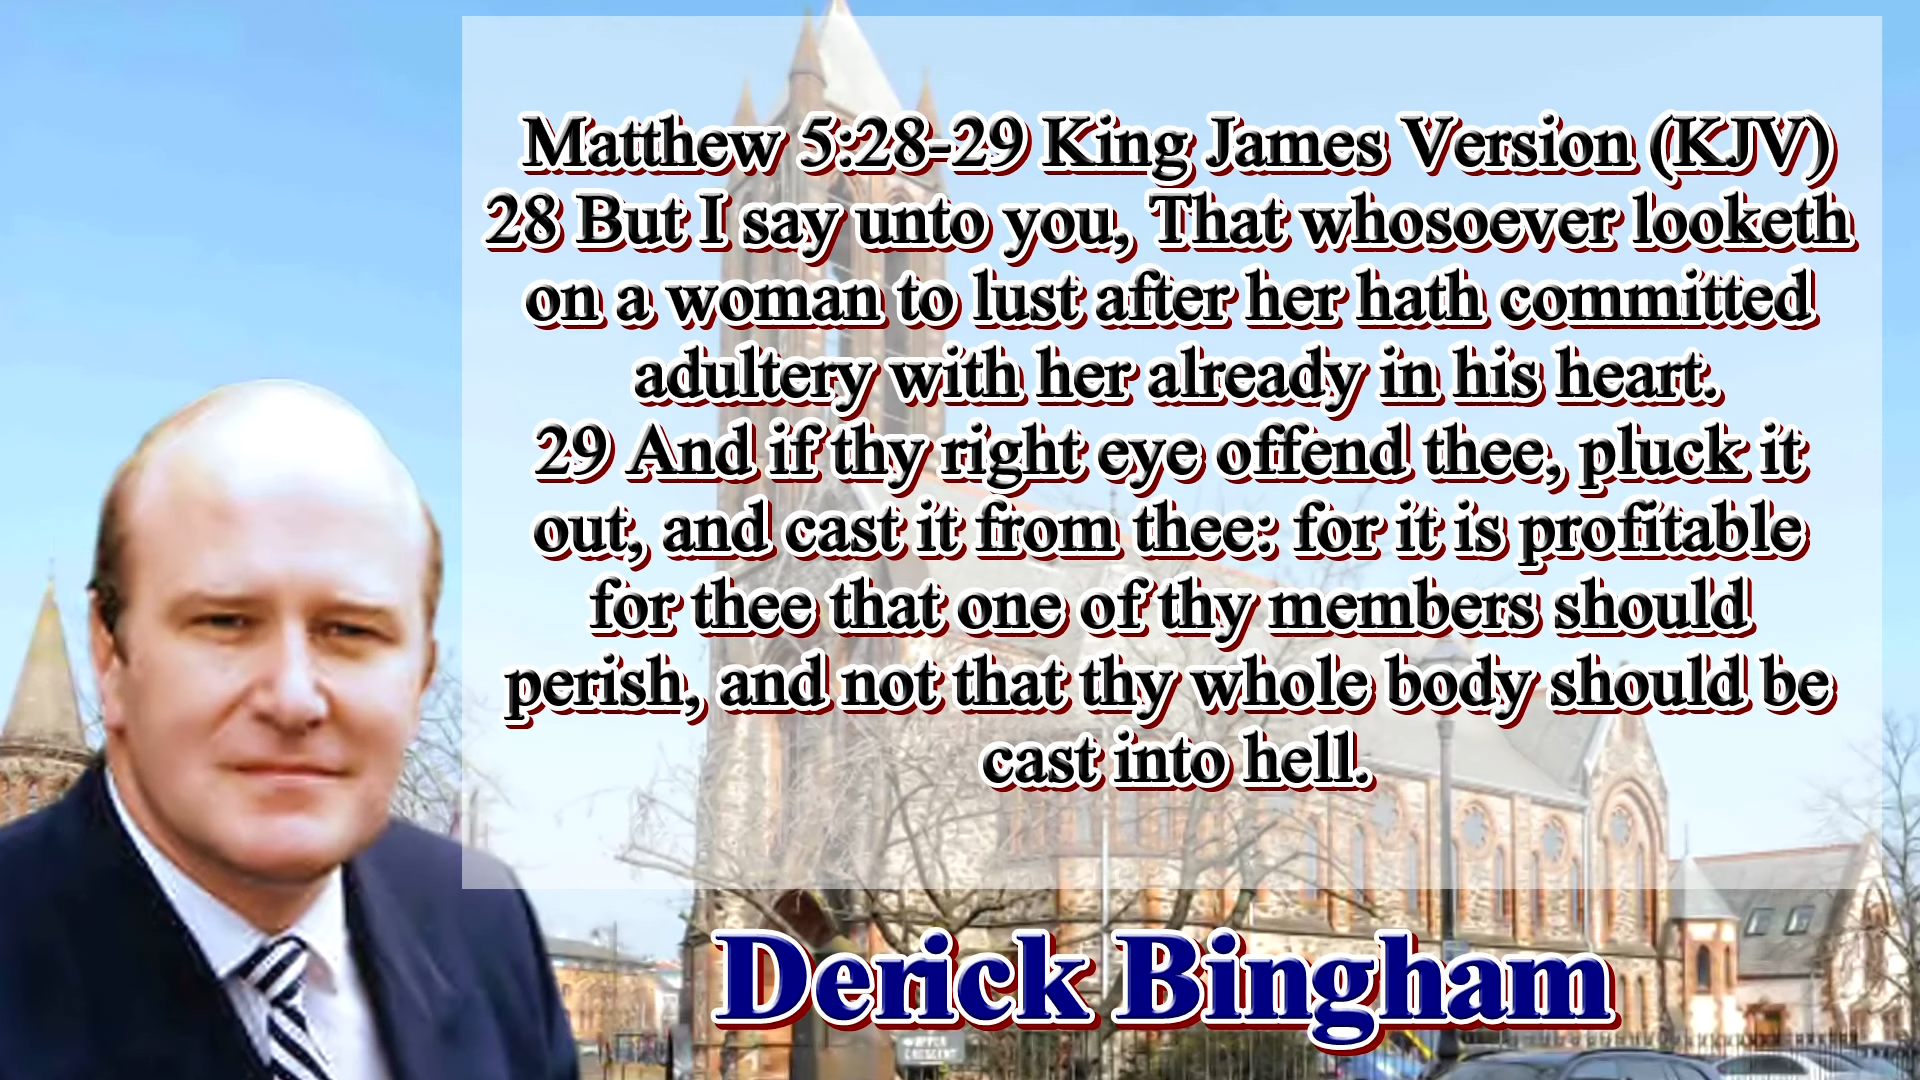 Matthew 5:28-29 King James Version (KJV)
28 But I say unto you, That whosoever looketh
on a woman to lust after her hath committed
adultery with her already in his heart.
29 And if thy right eye offend thee, pluck it
out, and cast it from thee: for it is profitable
for thee that one of thy members should
perish, and not that thy whole body should be
cast into hell.
Derick Bingham
UPPER
CRESCENT